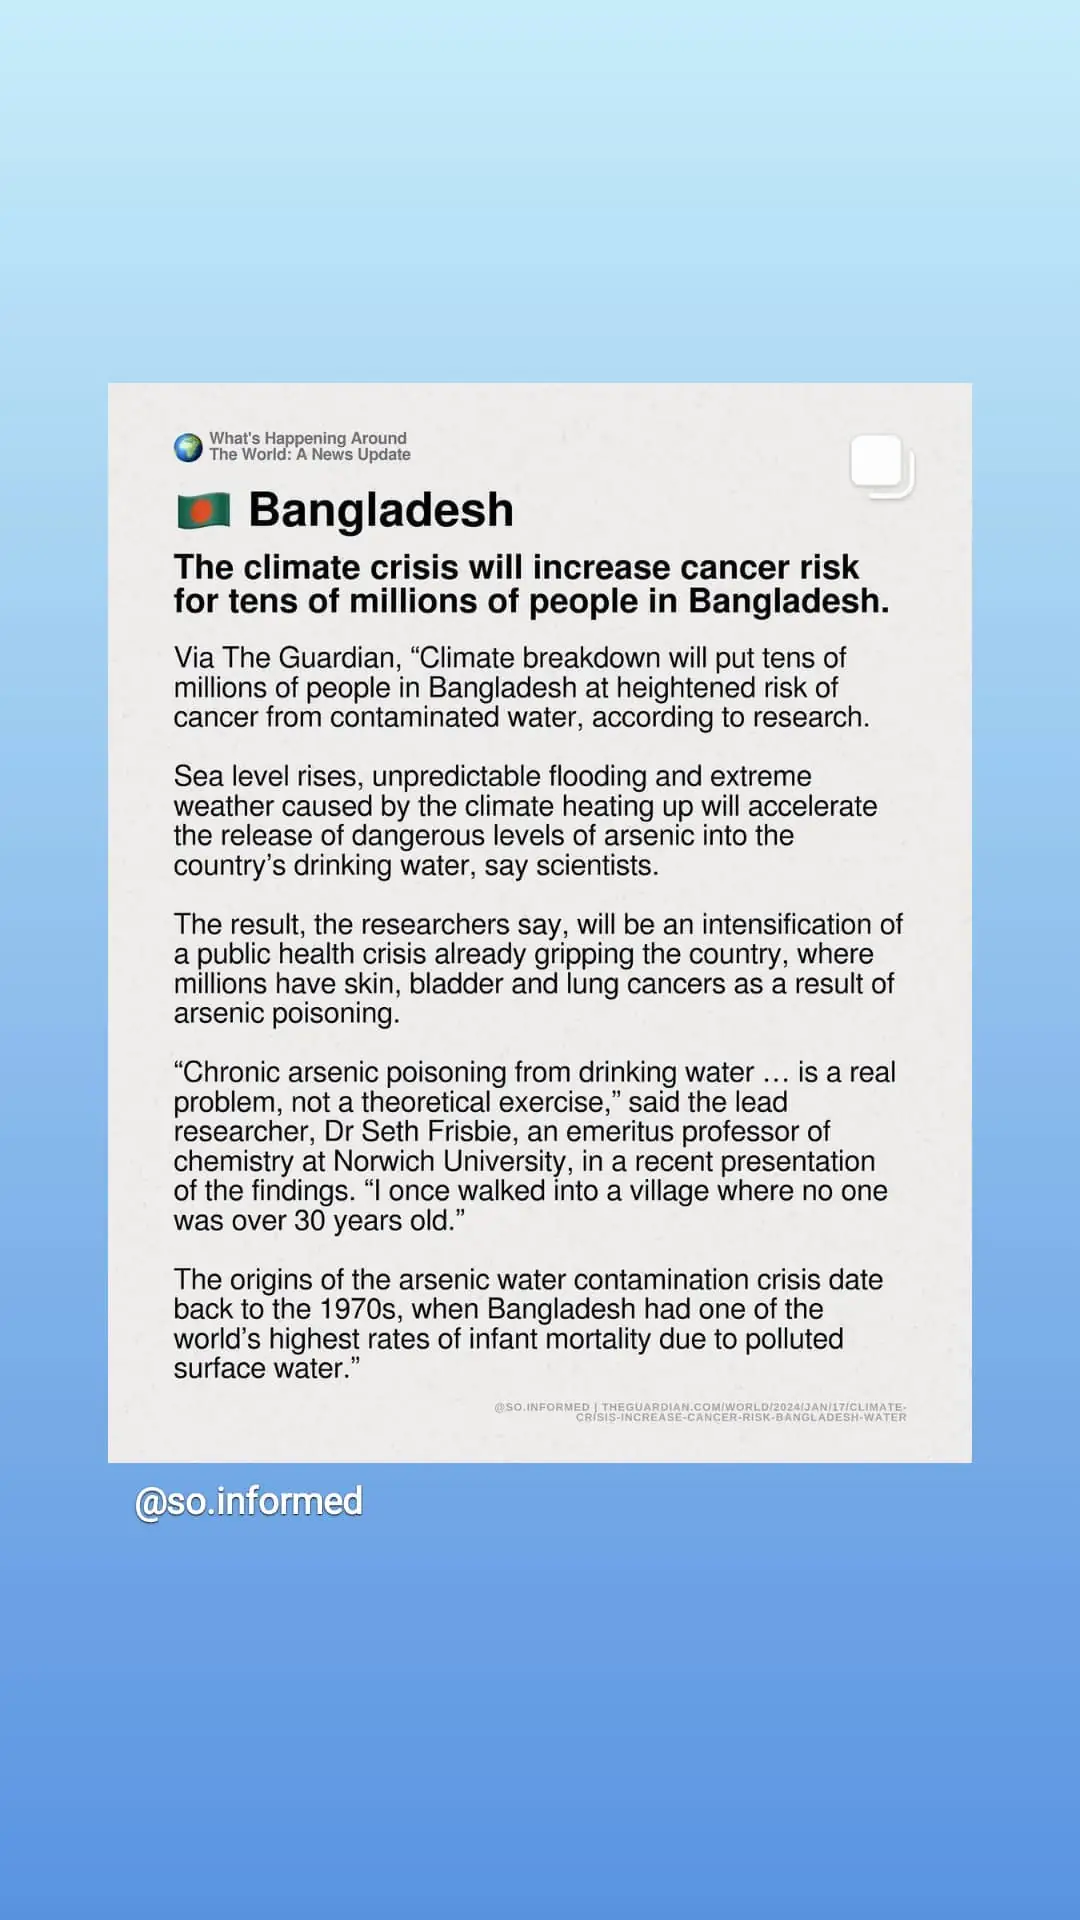 What's Happening Around
The World: A News Update
Bangladesh
The climate crisis will increase cancer risk
for tens of millions of people in Bangladesh.
Via The Guardian, “Climate breakdown will put tens of
millions of people in Bangladesh at heightened risk of
cancer from contaminated water, according to research.
Sea level rises, unpredictable flooding and extreme
weather caused by the climate heating up will accelerate
the release of dangerous levels of arsenic into the
country’s drinking water, say scientists.
The result, the researchers say, will be an intensification of
a public health crisis already gripping the country, where
millions have skin, bladder and lung cancers as a result of
arsenic poisoning.
“Chronic arsenic poisoning from drinking water … is a real
problem, not a theoretical exercise,” said the lead
researcher, Dr Seth Frisbie, an emeritus professor of
chemistry at Norwich University, in a recent presentation
of the findings. “I once walked into a village where no one
was over 30 years old.”
The origins of the arsenic water contamination crisis date
back to the 1970s, when Bangladesh had one of the
world’s highest rates of infant mortality due to polluted
surface water.”
@SO.INFORMED | THEGUARDIAN.COM/WORLD/2024/JAN/17/CLIMATE-
CRISIS-INCREASE-CANCER-RISK-BANGLADESH-WATER
@so.informed